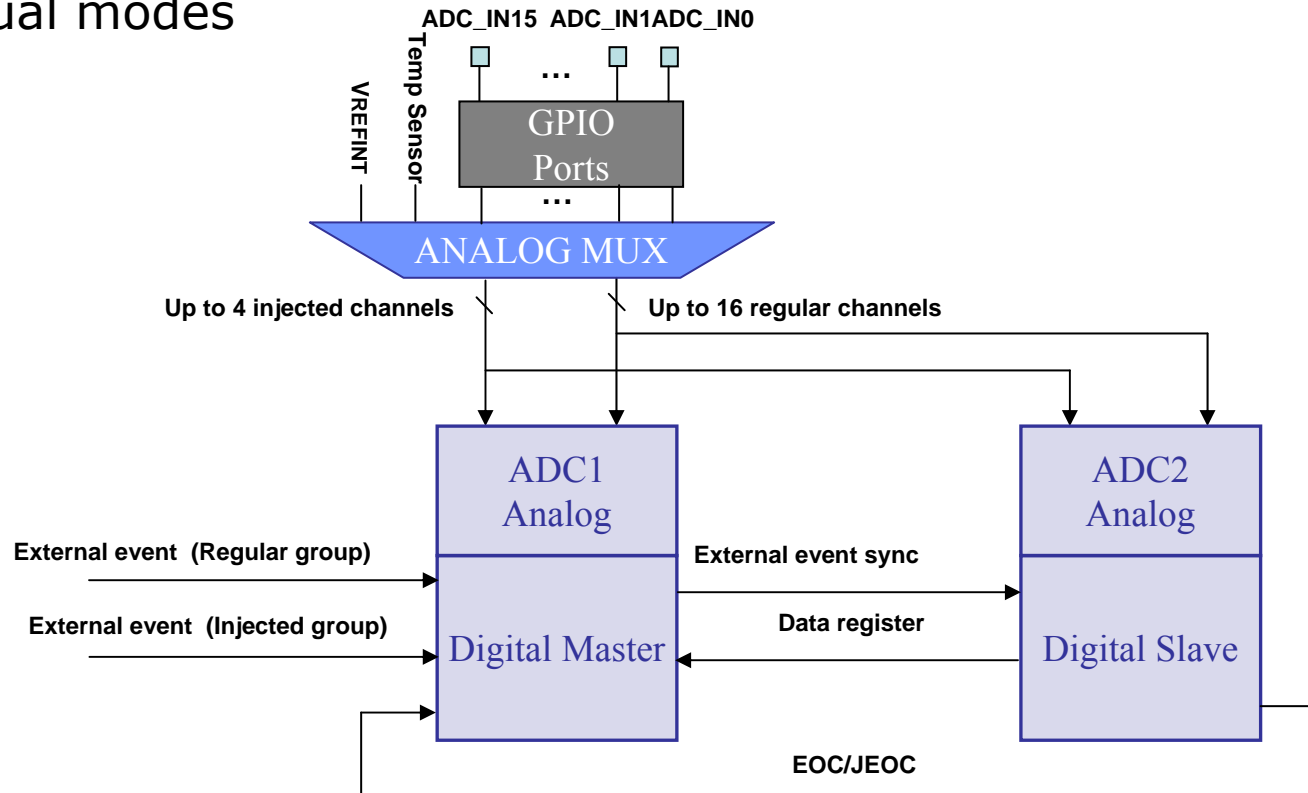 ual modes
ADC_IN15 ADC_IN1ADC_IN0
...
Temp Sensor
VREFINT
GPIO
Ports
...
ANALOG MUX
Up to 4 injected channels
Up to 16 regular channels
ADC1
Analog
ADC2
Analog
External event (Regular group)
External event sync
External event (Injected group)
Data register
Digital Master
Digital Slave
EOC/JEOC